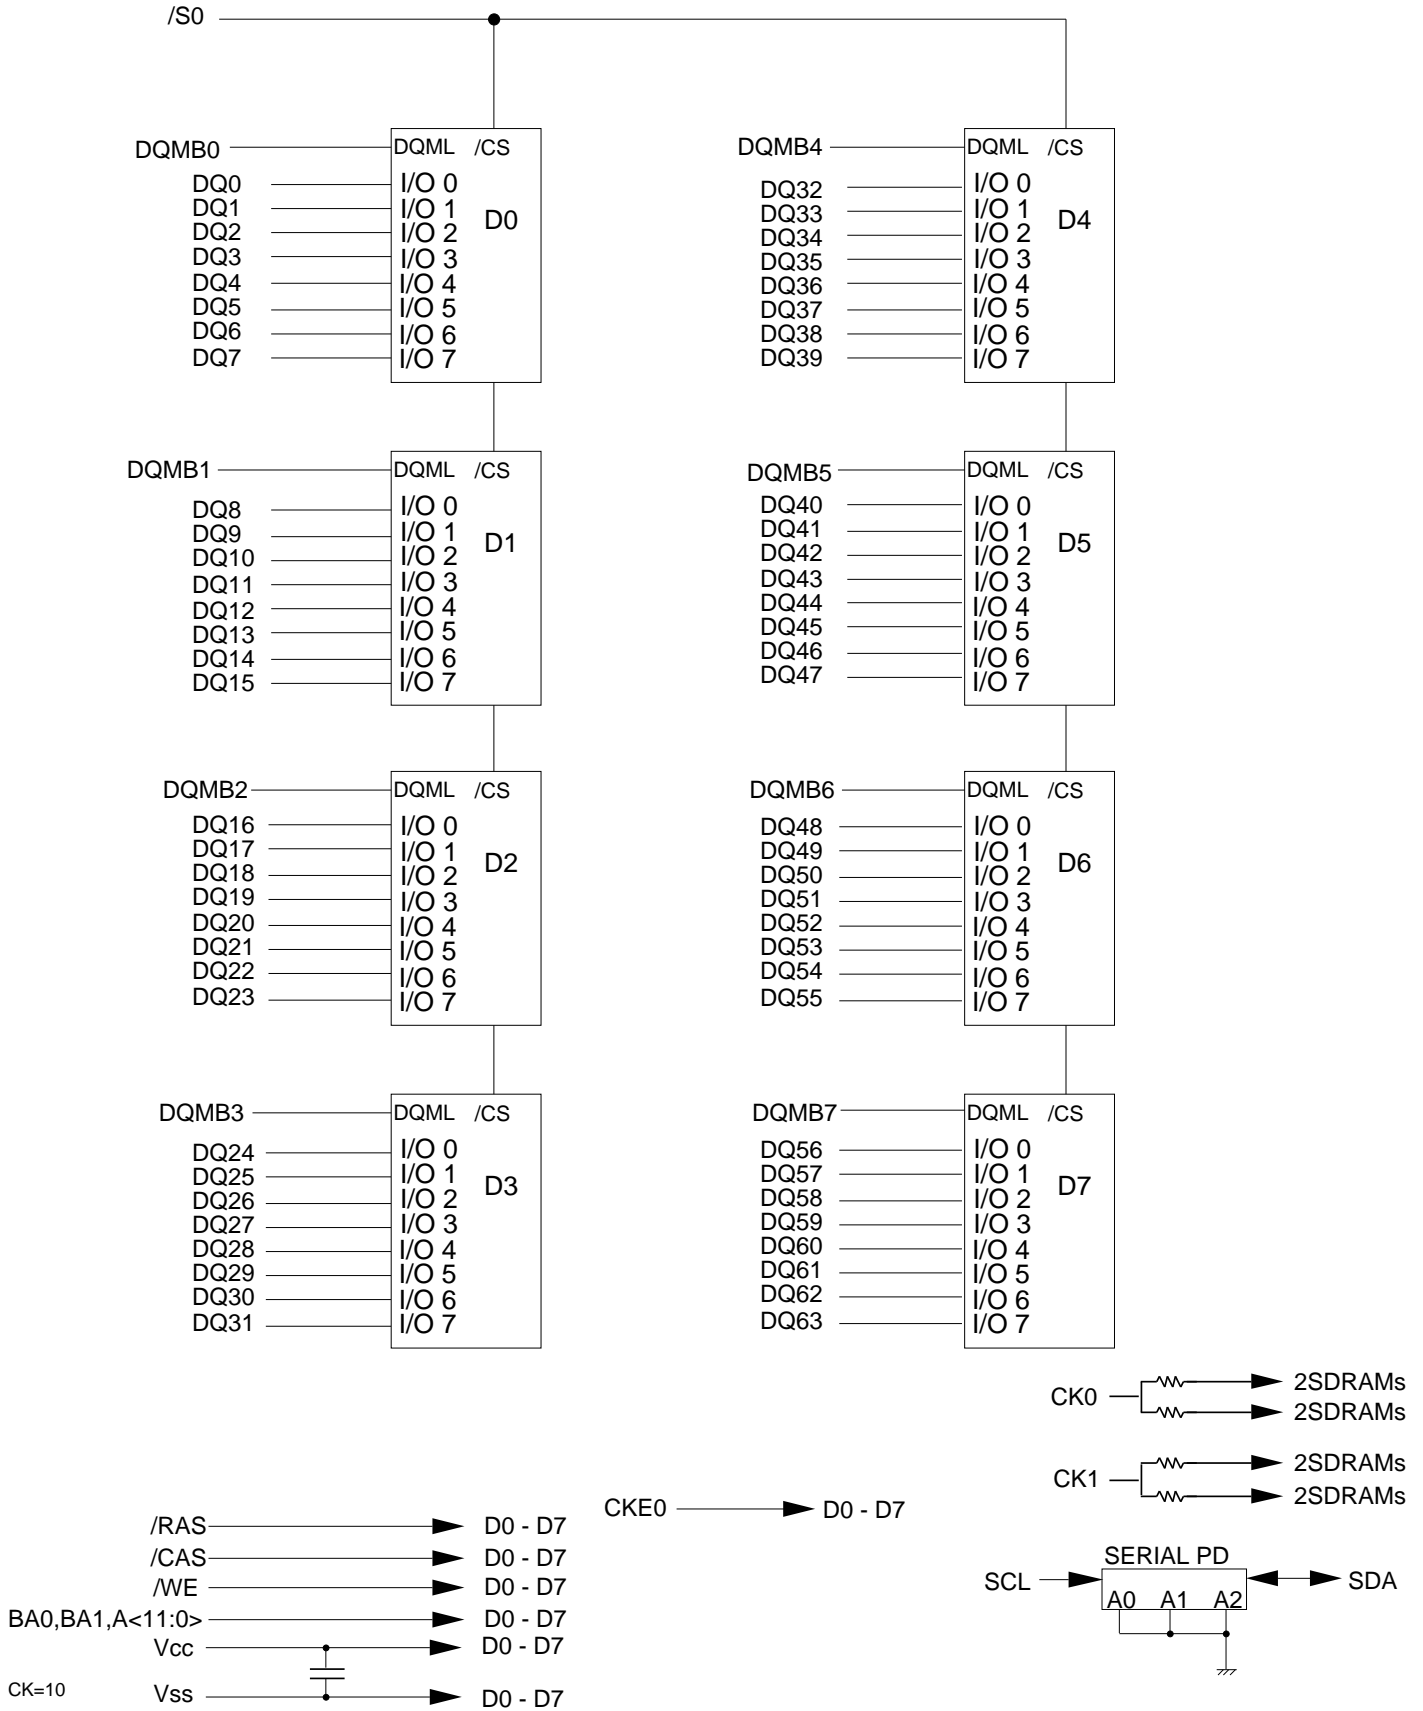 /S0
DQMB0 DQML /CS
DQ0 I/O 0
DQ1 I/O 1
DQ2 I/O 2
DQ3 I/O 3
DQ4 I/O 4
DQ5 I/O 5
DQ6 I/O 6
DQ7 I/O 7
D0
DQMB1 DQML /CS
DQ8 I/O 0
DQ9 I/O 1
DQ10 I/O 2
DQ11 I/O 3
DQ12 I/O 4
DQ13 I/O 5
DQ14 I/O 6
DQ15 I/O 7
D1
DQMB2 DQML /CS
DQ16 I/O 0
DQ17 I/O 1
DQ18 I/O 2
DQ19 I/O 3
DQ20 I/O 4
DQ21 I/O 5
DQ22 I/O 6
DQ23 I/O 7
D2
DQMB3 DQML /CS
DQ24 I/O 0
DQ25 I/O 1
DQ26 I/O 2
DQ27 I/O 3
DQ28 I/O 4
DQ29 I/O 5
DQ30 I/O 6
DQ31 I/O 7
D3
DQMB4 DQML /CS
DQ32 I/O 0
DQ33 I/O 1
DQ34 I/O 2
DQ35 I/O 3
DQ36 I/O 4
DQ37 I/O 5
DQ38 I/O 6
DQ39 I/O 7
D4
DQMB5 DQML /CS
DQ40 I/O 0
DQ41 I/O 1
DQ42 I/O 2
DQ43 I/O 3
DQ44 I/O 4
DQ45 I/O 5
DQ46 I/O 6
DQ47 I/O 7
D5
DQMB6 DQML /CS
DQ48 I/O 0
DQ49 I/O 1
DQ50 I/O 2
DQ51 I/O 3
DQ52 I/O 4
DQ53 I/O 5
DQ54 I/O 6
DQ55 I/O 7
D6
DQMB7 DQML /CS
DQ56 I/O 0
DQ57 I/O 1
DQ58 I/O 2
DQ59 I/O 3
DQ60 I/O 4
DQ61 I/O 5
DQ62 I/O 6
DQ63 I/O 7
D7
CK0 2SDRAMs
2SDRAMs
CK1 2SDRAMs
2SDRAMs
CKE0 D0 - D7
/RAS D0 - D7
/CAS D0 - D7
/WE D0 - D7
BA0,BA1,A<11:0> D0 - D7
Vcc D0 - D7
Vss D0 - D7
CK=10
SERIAL PD
SCL A0 A1 A2 SDA